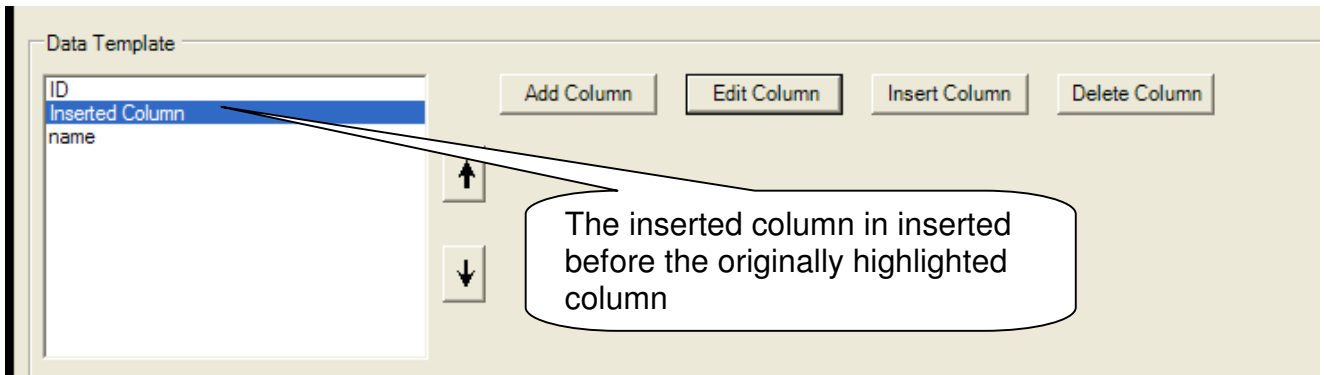 Data Template
ID
Inserted Column
name
Add Column
Edit Column
Insert Column
Delete Column
The inserted column in inserted
before the originally highlighted
column